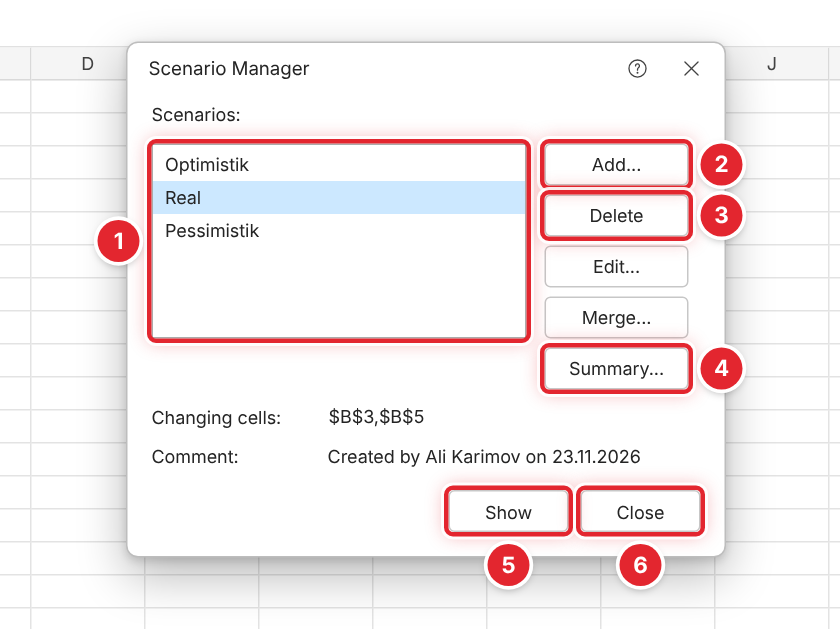 D
J
Scenario Manager
Scenarios:
Optimistik
Real
Pessimistik
1
Add...
2
Delete
3
Edit...
Merge...
Summary...
4
Changing cells: $B$3,$B$5
Comment: Created by Ali Karimov on 23.11.2026
Show
Close
5
6